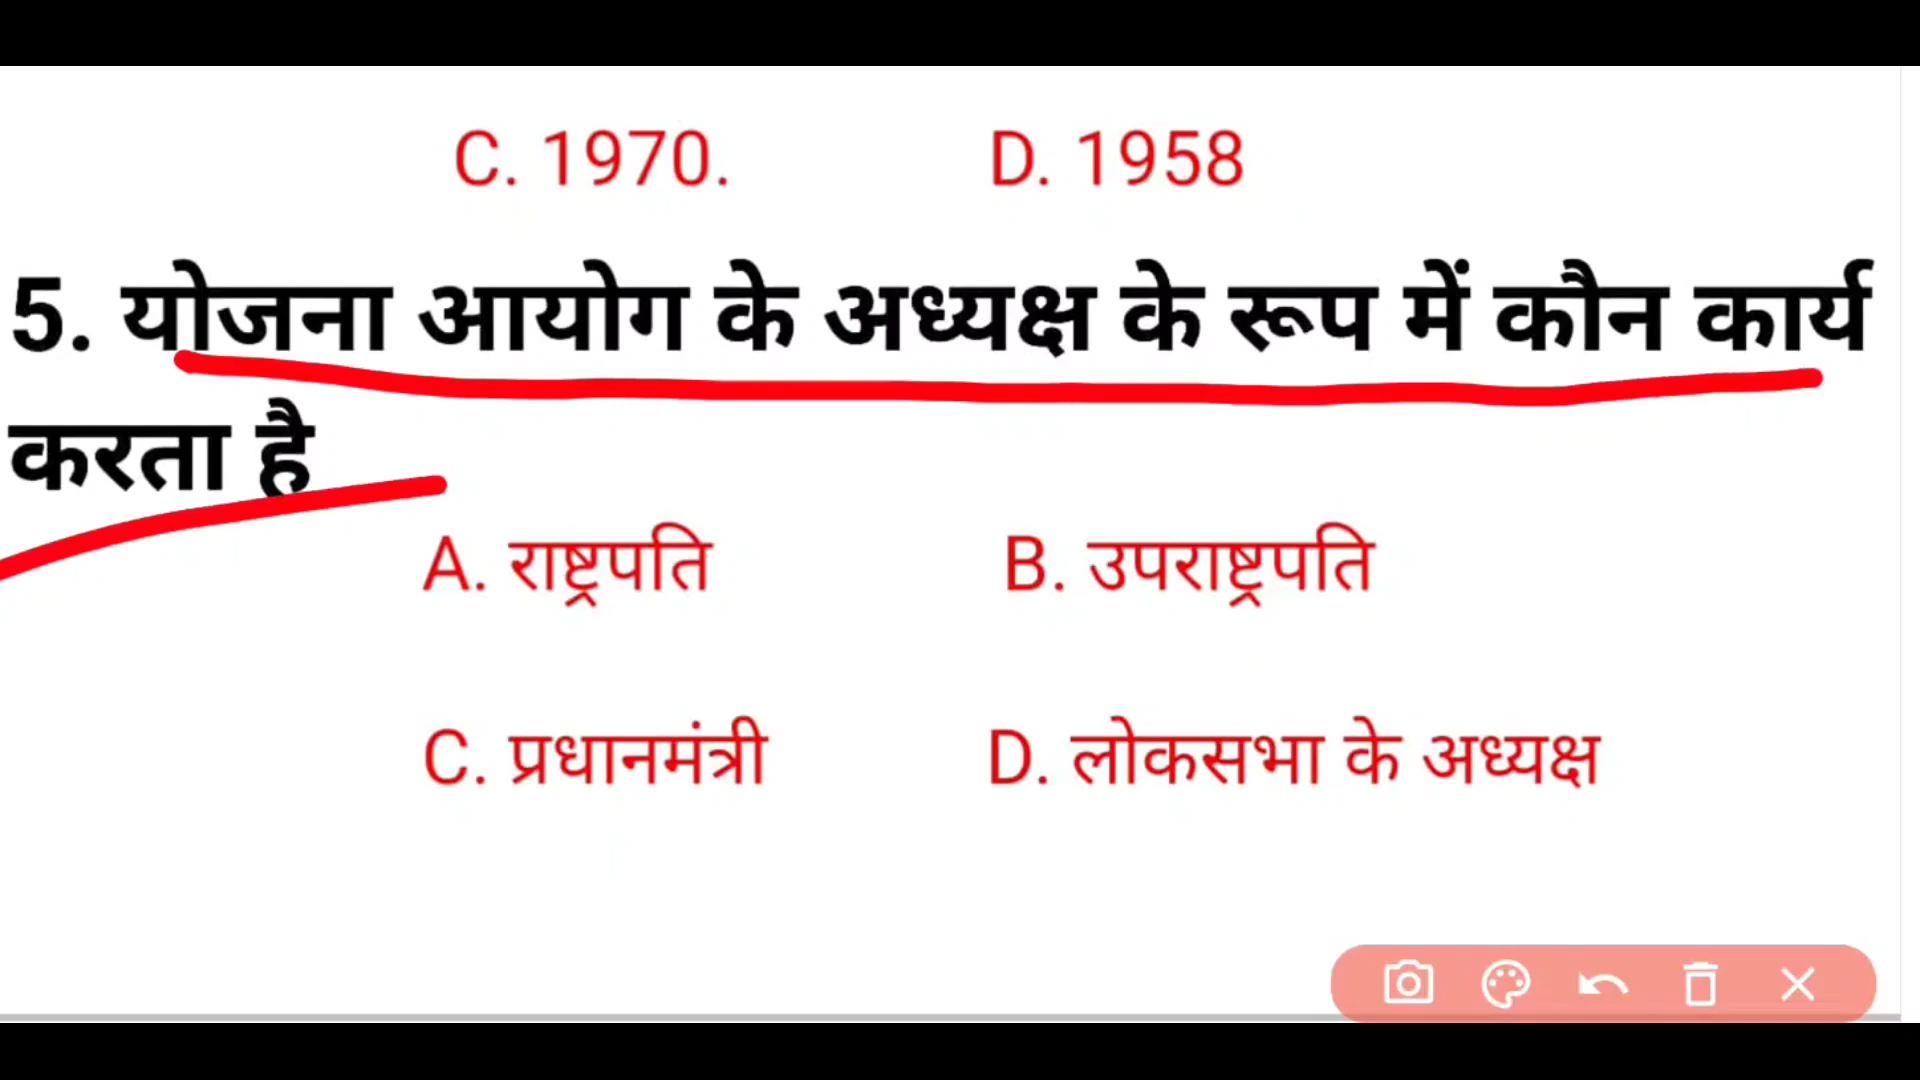 C. 1970. D. 1958
5. योजना आयोग के अध्यक्ष के रूप में कौन कार्य
करता है
A. राष्ट्रपति B. उपराष्ट्रपति
C. प्रधानमंत्री D. लोकसभा के अध्यक्ष